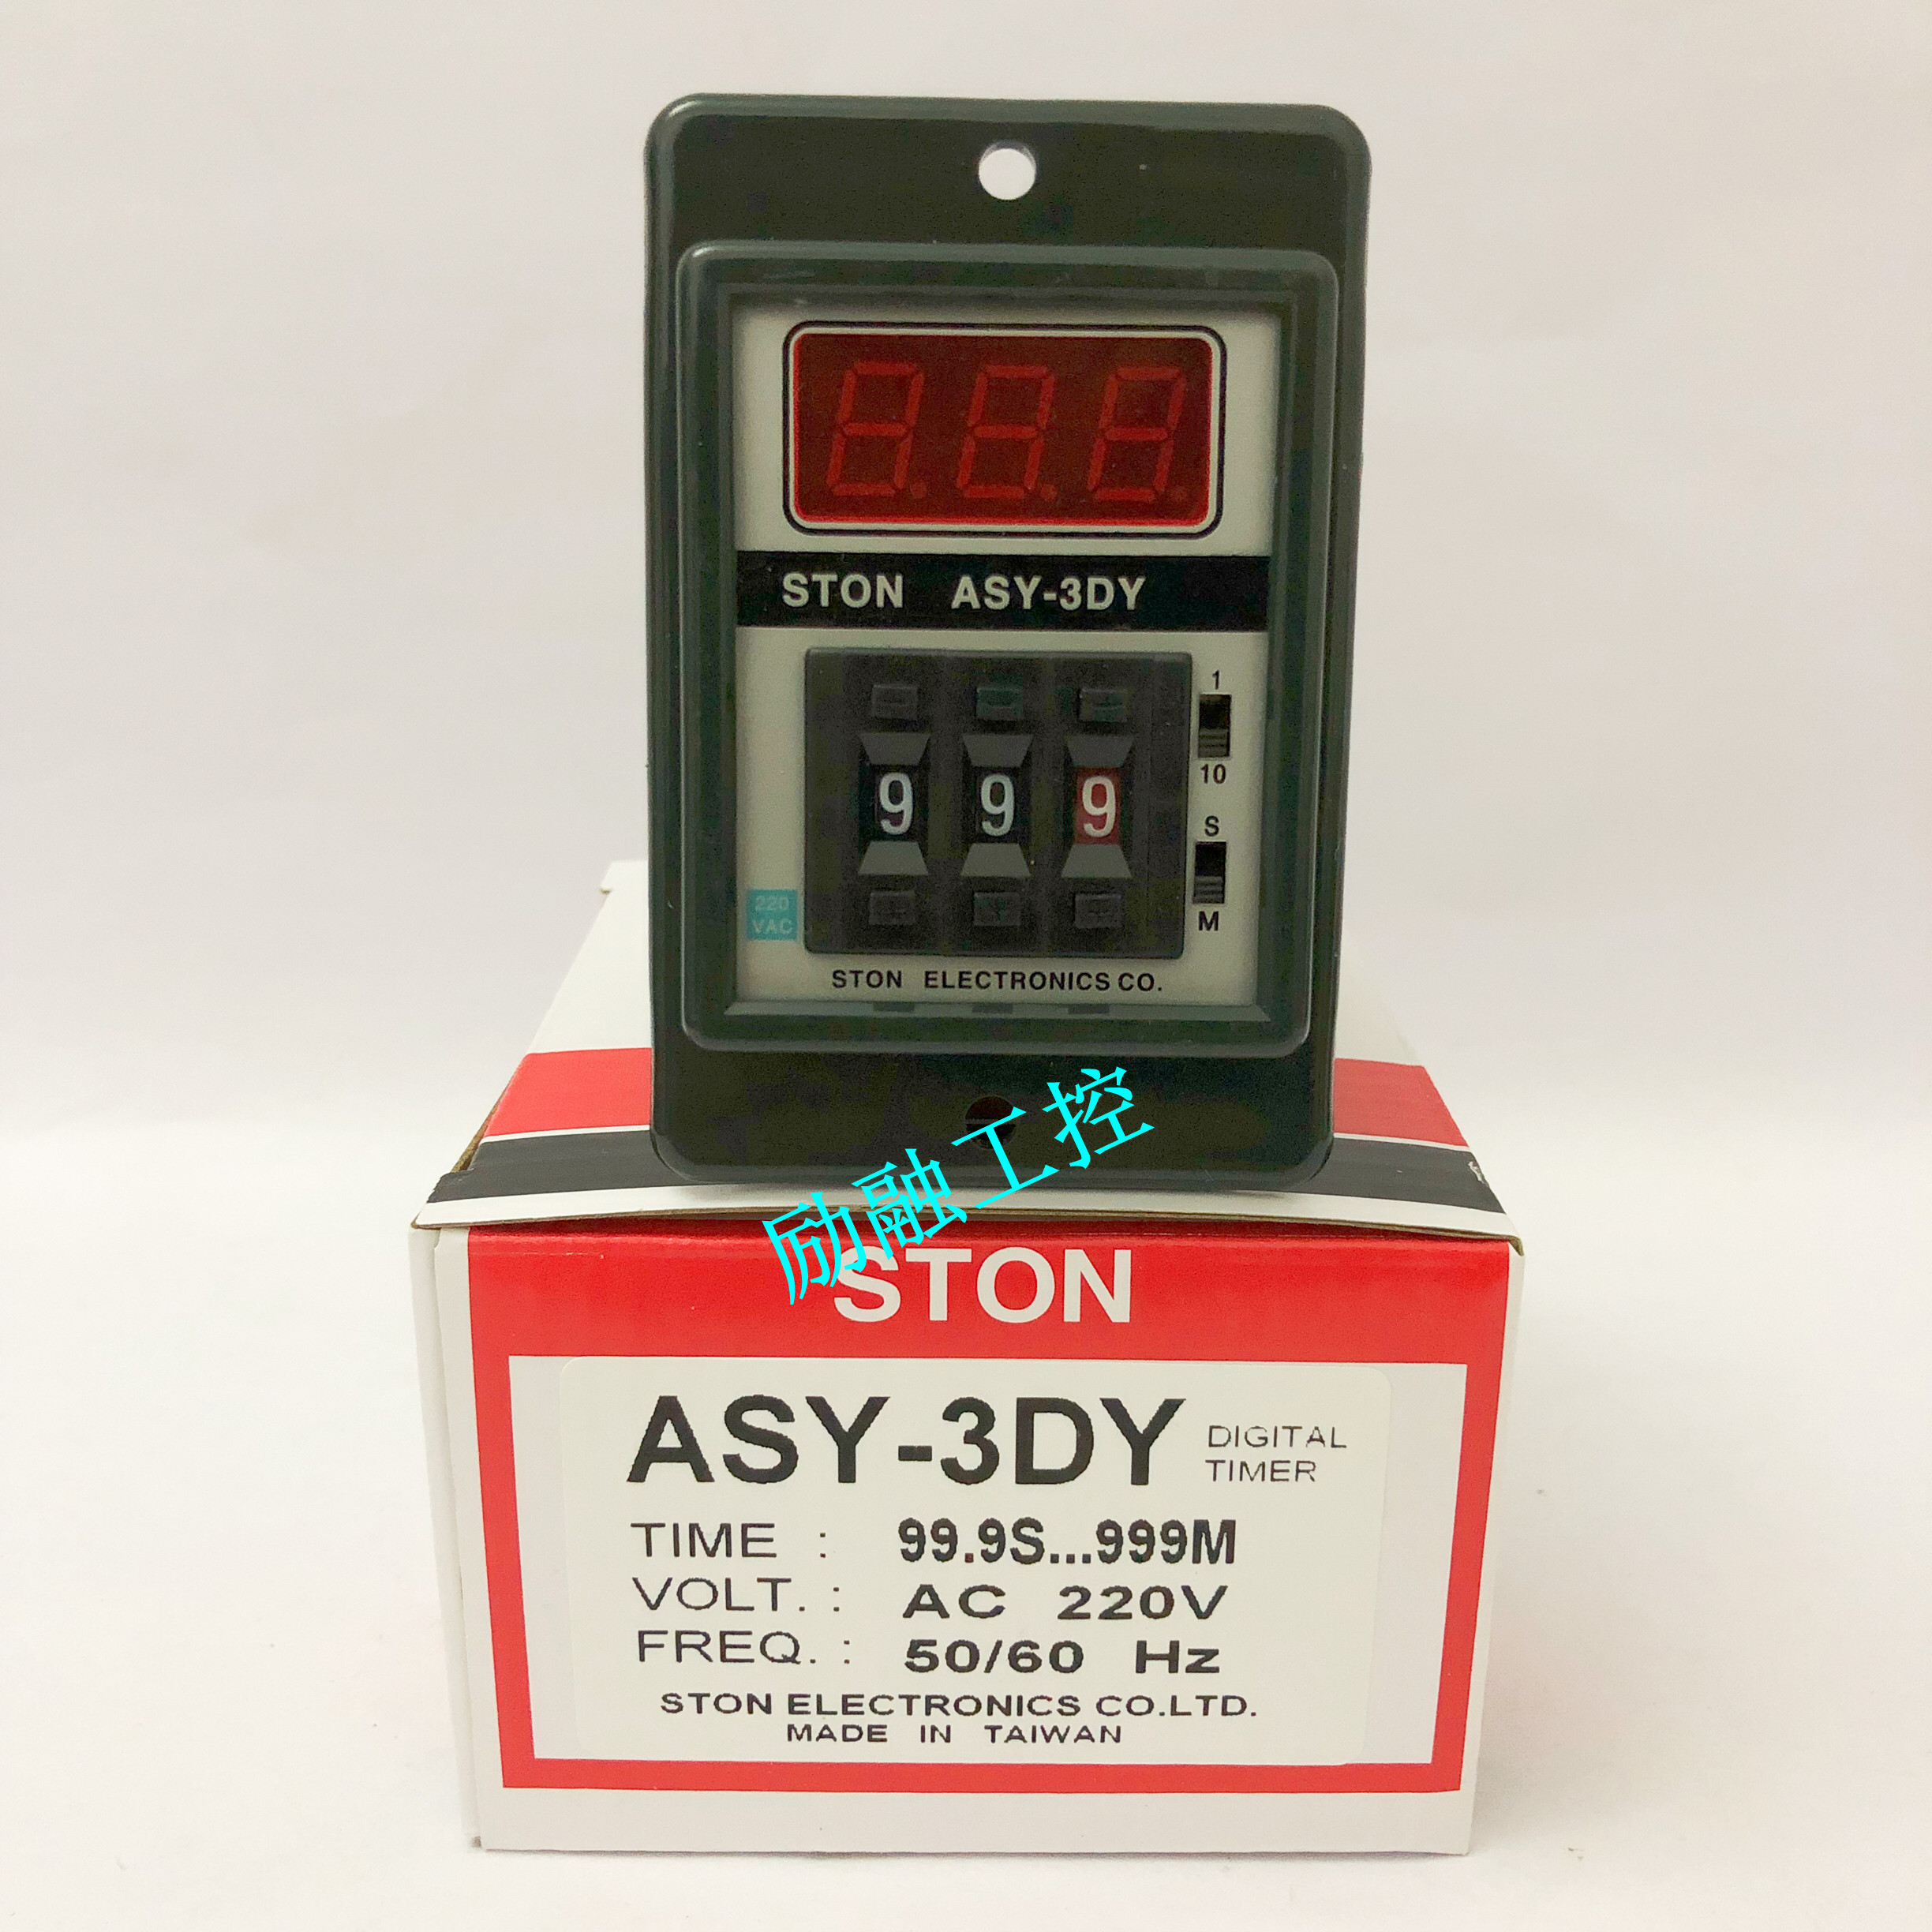 STON ASY-3DY
1
9 9 9
10
S
M
220
VAC
STON ELECTRONICS CO.
励融工控
STON
ASY-3DY DIGITAL
TIMER
TIME : 99.9S...999M
VOLT. : AC 220V
FREQ. : 50/60 Hz
STON ELECTRONICS CO.LTD.
MADE IN TAIWAN